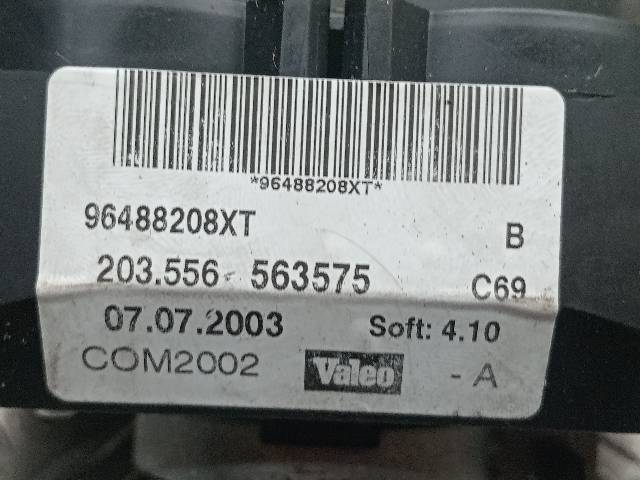 *96488208XT*
96488208XT B
203.556- 563575 C69
07.07.2003 Soft: 4.10
COM2002 Valeo - A